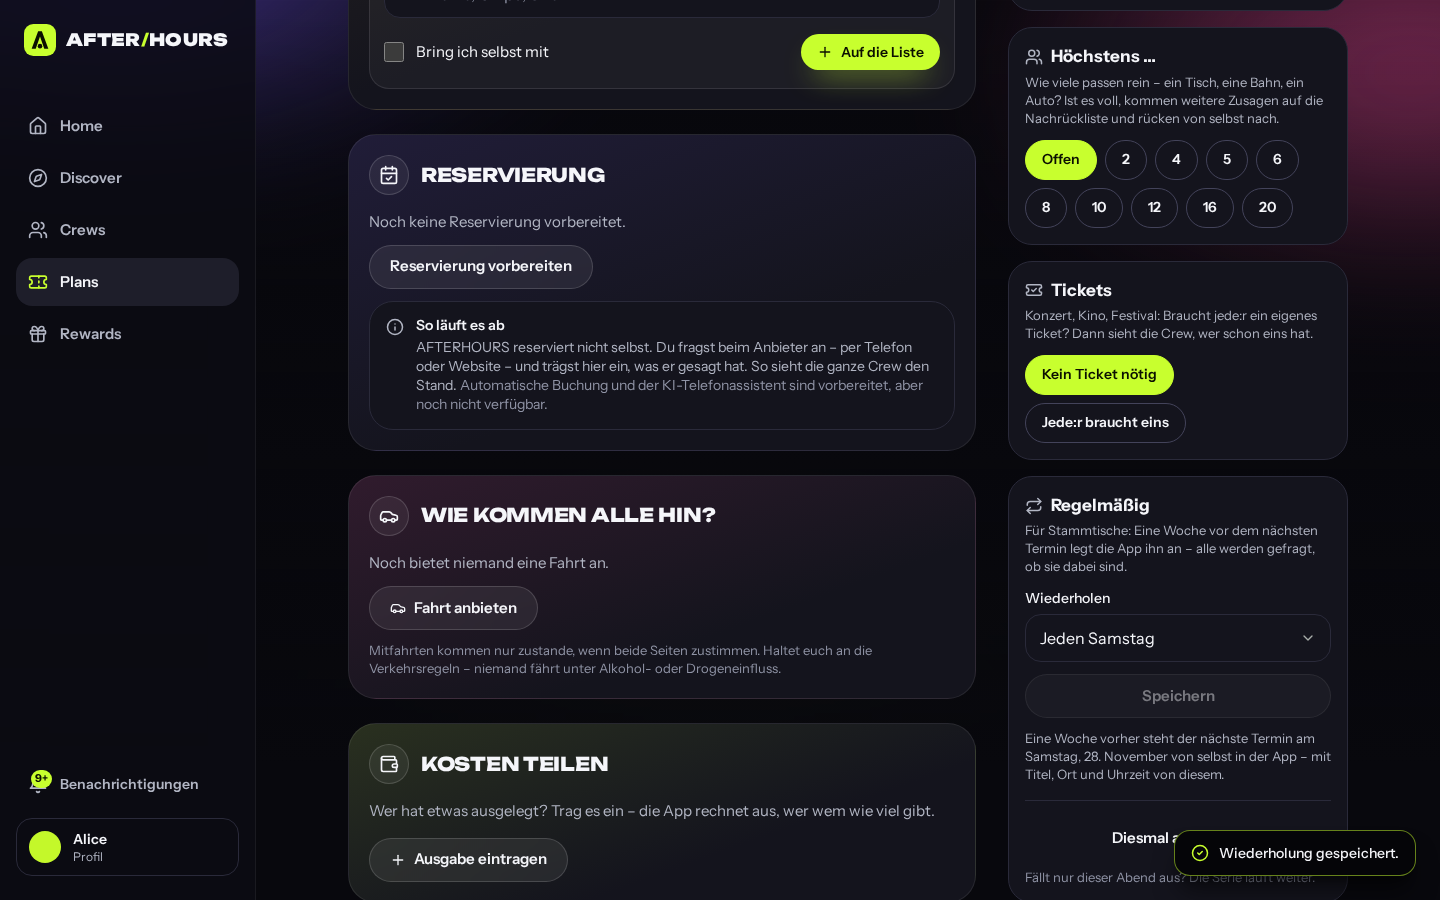 AFTER/HOURS
Home
Discover
Crews
Plans
Rewards
9+
Benachrichtigungen
Alice
Profil
Bring ich selbst mit
Auf die Liste
RESERVIERUNG
Noch keine Reservierung vorbereitet.
Reservierung vorbereiten
So läuft es ab
AFTERHOURS reserviert nicht selbst. Du fragst beim Anbieter an – per Telefon
oder Website – und trägst hier ein, was er gesagt hat. So sieht die ganze Crew den
Stand. Automatische Buchung und der KI-Telefonassistent sind vorbereitet, aber
noch nicht verfügbar.
WIE KOMMEN ALLE HIN?
Noch bietet niemand eine Fahrt an.
Fahrt anbieten
Mitfahrten kommen nur zustande, wenn beide Seiten zustimmen. Haltet euch an die
Verkehrsregeln – niemand fährt unter Alkohol- oder Drogeneinfluss.
KOSTEN TEILEN
Wer hat etwas ausgelegt? Trag es ein – die App rechnet aus, wer wem wie viel gibt.
Ausgabe eintragen
Höchstens ...
Wie viele passen rein – ein Tisch, eine Bahn, ein
Auto? Ist es voll, kommen weitere Zusagen auf die
Nachrückliste und rücken von selbst nach.
Offen 2 4 5 6
8 10 12 16 20
Tickets
Konzert, Kino, Festival: Braucht jede:r ein eigenes
Ticket? Dann sieht die Crew, wer schon eins hat.
Kein Ticket nötig
Jede:r braucht eins
Regelmäßig
Für Stammtische: Eine Woche vor dem nächsten
Termin legt die App ihn an – alle werden gefragt,
ob sie dabei sind.
Wiederholen
Jeden Samstag
Speichern
Eine Woche vorher steht der nächste Termin am
Samstag, 28. November von selbst in der App – mit
Titel, Ort und Uhrzeit von diesem.
Diesmal
Wiederholung gespeichert.
Fällt nur dieser Abend aus? Die Serie läuft weiter.